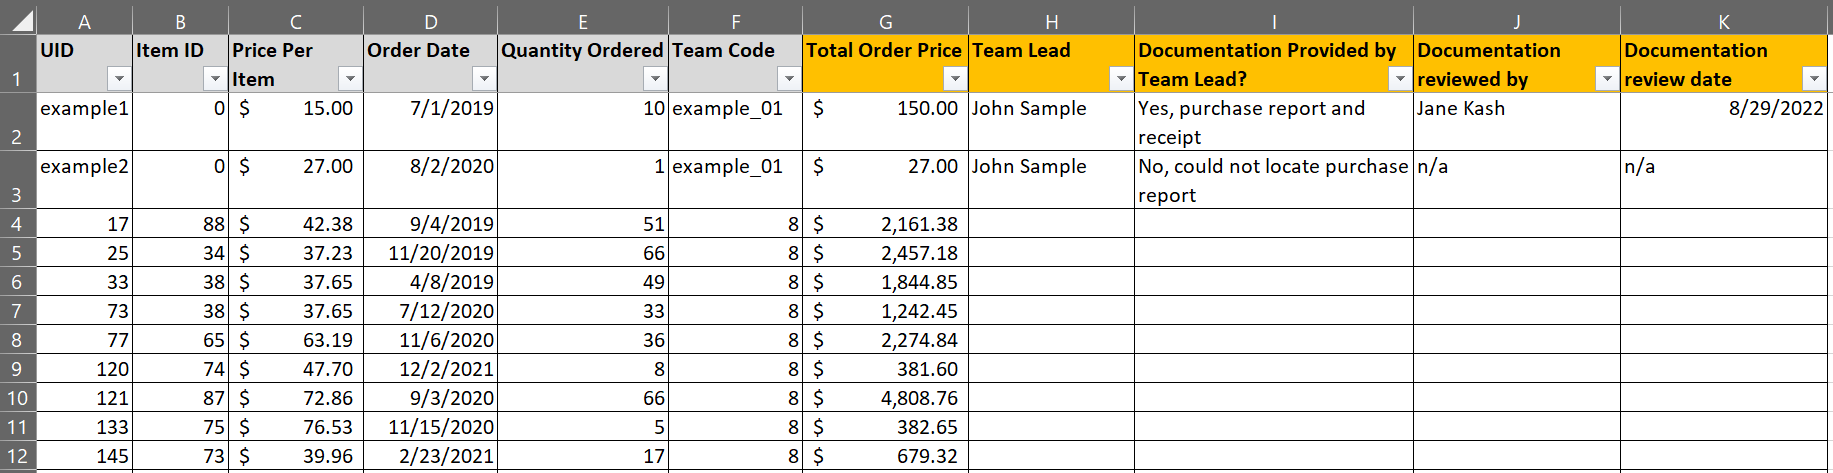 A B C D E F G H I J K
1 UID Item ID Price Per Item Order Date Quantity Ordered Team Code Total Order Price Team Lead Documentation Provided by Team Lead? Documentation reviewed by Documentation review date
2 example1 0 $ 15.00 7/1/2019 10 example_01 $ 150.00 John Sample Yes, purchase report and receipt Jane Kash 8/29/2022
3 example2 0 $ 27.00 8/2/2020 1 example_01 $ 27.00 John Sample No, could not locate purchase report n/a n/a
4 17 88 $ 42.38 9/4/2019 51 8 $ 2,161.38
5 25 34 $ 37.23 11/20/2019 66 8 $ 2,457.18
6 33 38 $ 37.65 4/8/2019 49 8 $ 1,844.85
7 73 38 $ 37.65 7/12/2020 33 8 $ 1,242.45
8 77 65 $ 63.19 11/6/2020 36 8 $ 2,274.84
9 120 74 $ 47.70 12/2/2021 8 8 $ 381.60
10 121 87 $ 72.86 9/3/2020 66 8 $ 4,808.76
11 133 75 $ 76.53 11/15/2020 5 8 $ 382.65
12 145 73 $ 39.96 2/23/2021 17 8 $ 679.32